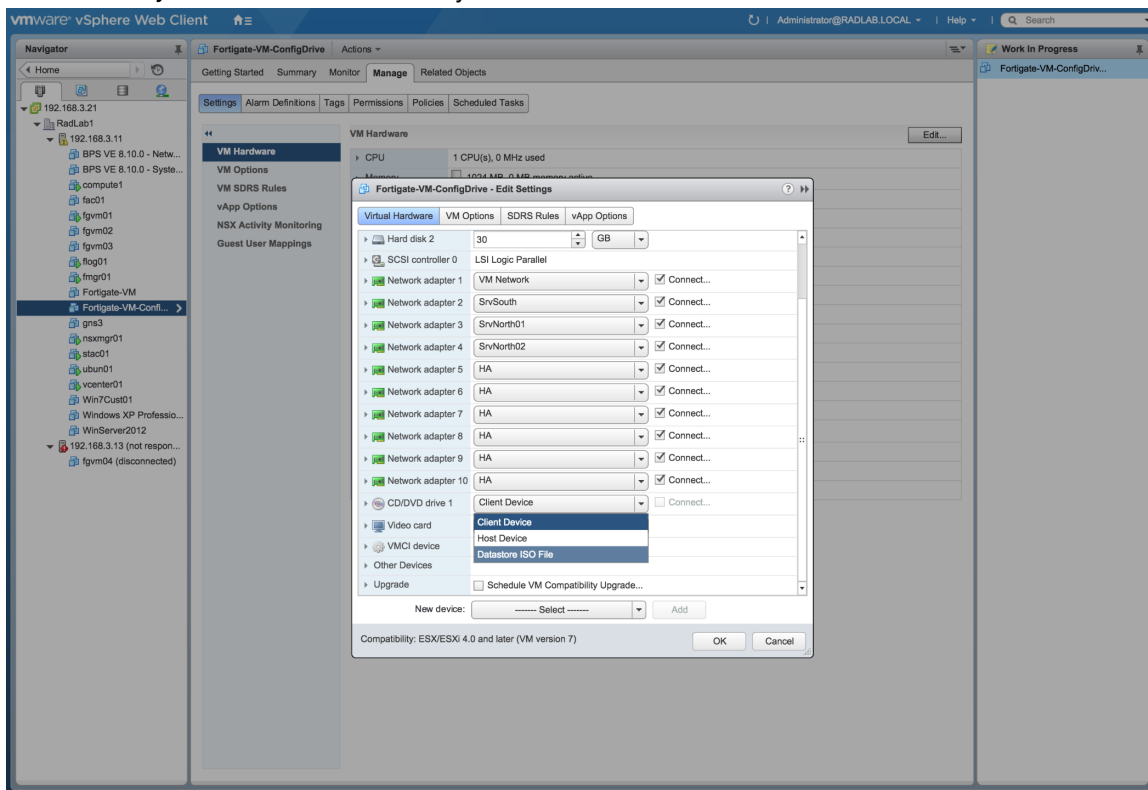 vmware® vSphere Web Client
Administrator@RADLAB.LOCAL
Help
Search
Navigator
Home
192.168.3.21
RadLab1
192.168.3.11
BPS VE 8.10.0 - Netw...
BPS VE 8.10.0 - Syste...
compute1
fac01
fgvm01
fgvm02
fgvm03
flog01
fmgr01
Fortigate-VM
Fortigate-VM-Confi...
gns3
nsxmgr01
stac01
ubun01
vcenter01
Win7Cust01
Windows XP Professio...
WinServer2012
192.168.3.13 (not respon...
fgvm04 (disconnected)
Fortigate-VM-ConfigDrive Actions
Getting Started Summary Monitor Manage Related Objects
Settings Alarm Definitions Tags Permissions Policies Scheduled Tasks
VM Hardware
VM Options
VM SDRS Rules
vApp Options
NSX Activity Monitoring
Guest User Mappings
VM Hardware Edit...
CPU 1 CPU(s), 0 MHz used
Memory 1024 MB, 0 MB memory active
Fortigate-VM-ConfigDrive - Edit Settings
Virtual Hardware VM Options SDRS Rules vApp Options
Hard disk 2 30 GB
SCSI controller 0 LSI Logic Parallel
Network adapter 1 VM Network Connect...
Network adapter 2 SrvSouth Connect...
Network adapter 3 SrvNorth01 Connect...
Network adapter 4 SrvNorth02 Connect...
Network adapter 5 HA Connect...
Network adapter 6 HA Connect...
Network adapter 7 HA Connect...
Network adapter 8 HA Connect...
Network adapter 9 HA Connect...
Network adapter 10 HA Connect...
CD/DVD drive 1 Client Device Connect...
Client Device
Host Device
Datastore ISO File
Video card
VMCI device
Other Devices
Upgrade Schedule VM Compatibility Upgrade...
New device: ------- Select ------- Add
Compatibility: ESX/ESXi 4.0 and later (VM version 7) OK Cancel
Work In Progress
Fortigate-VM-ConfigDriv...